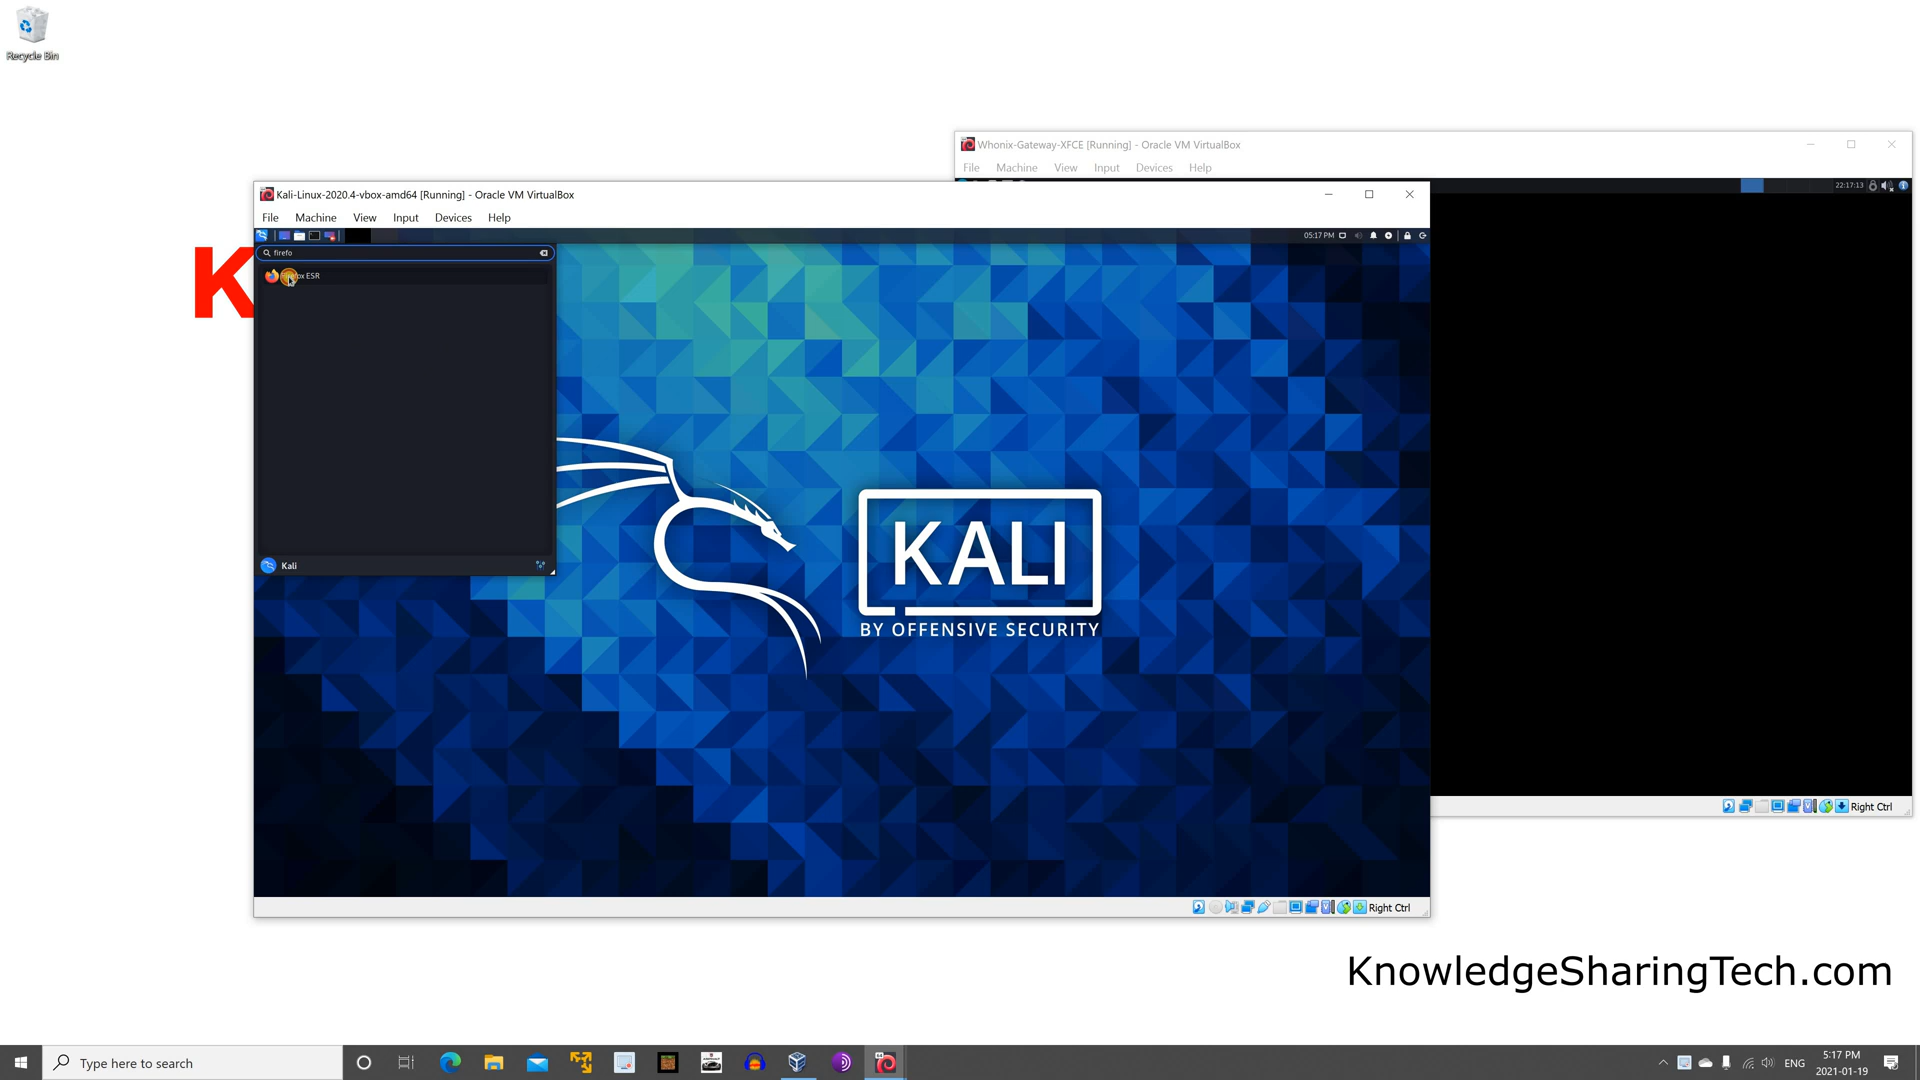 Recycle Bin
Whonix-Gateway-XFCE [Running] - Oracle VM VirtualBox
File Machine View Input Devices Help
22:17:13
Kali-Linux-2020.4-vbox-amd64 [Running] - Oracle VM VirtualBox
File Machine View Input Devices Help
05:17 PM
firefo
ESR
K
KALI
BY OFFENSIVE SECURITY
Kali
Right Ctrl
Right Ctrl
KnowledgeSharingTech.com
Type here to search
ENG
5:17 PM
2021-01-19